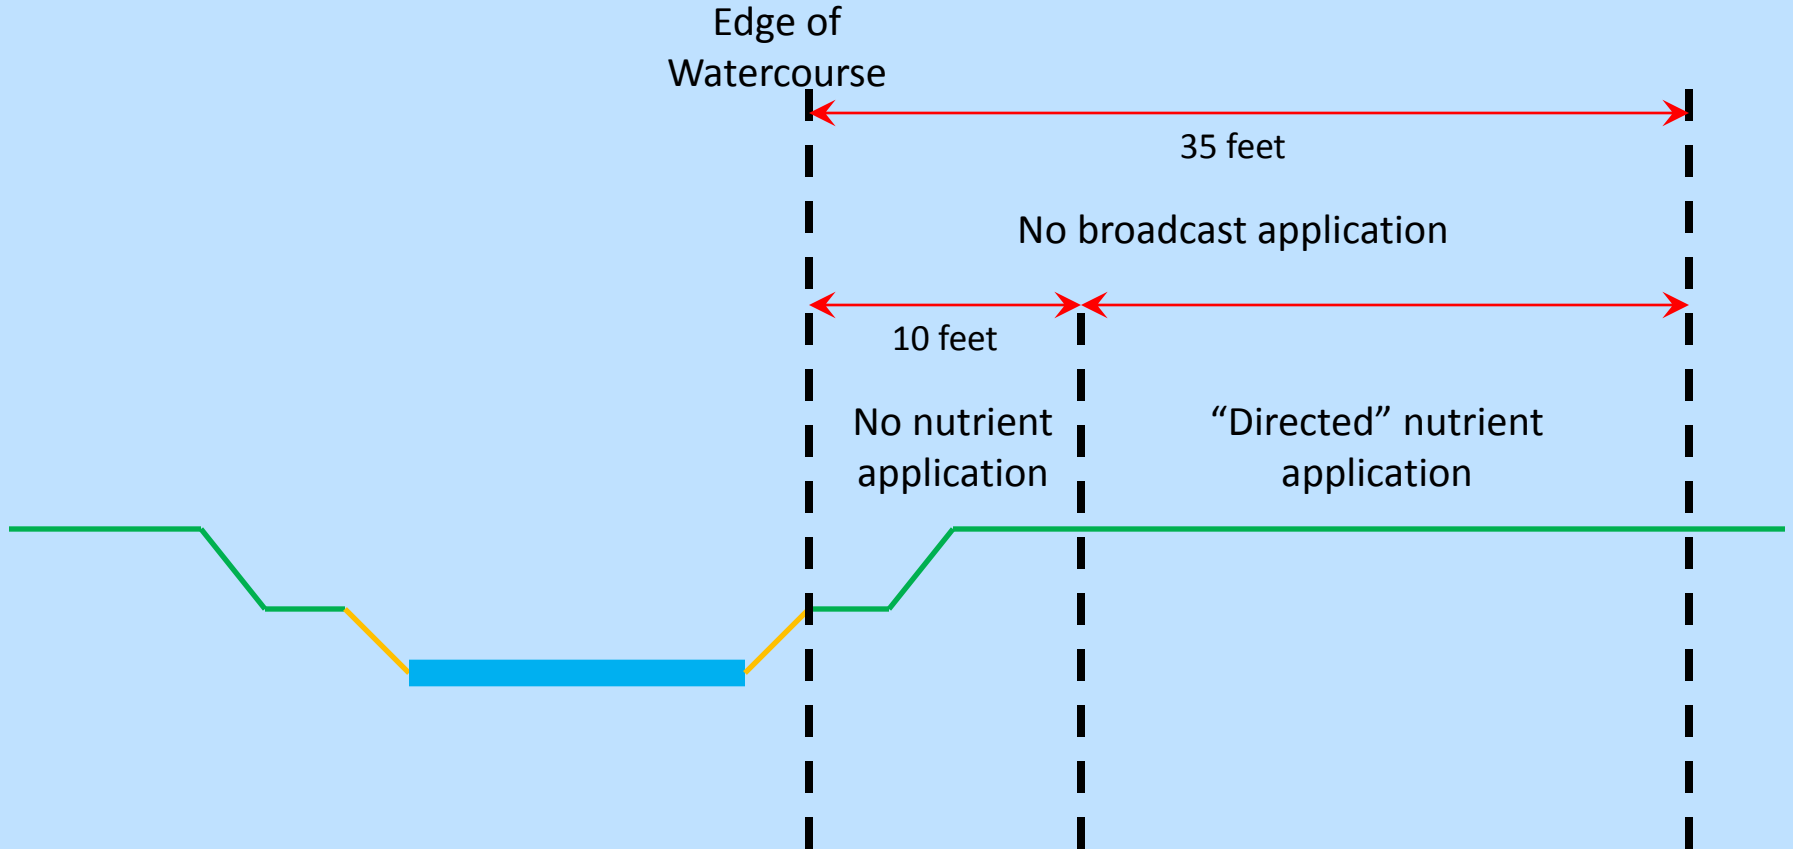 Edge of
Watercourse
35 feet
No broadcast application
10 feet
No nutrient
application
“Directed” nutrient
application